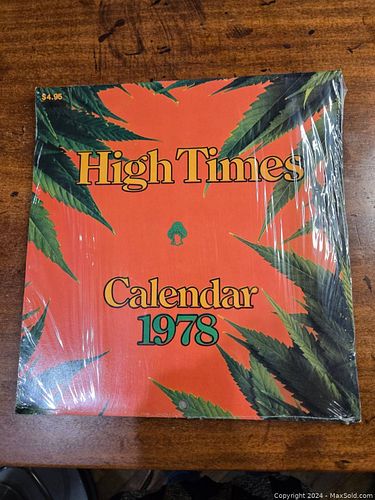 $4.95
High Times
Calendar
1978
Copyright 2024 - MaxSold.com